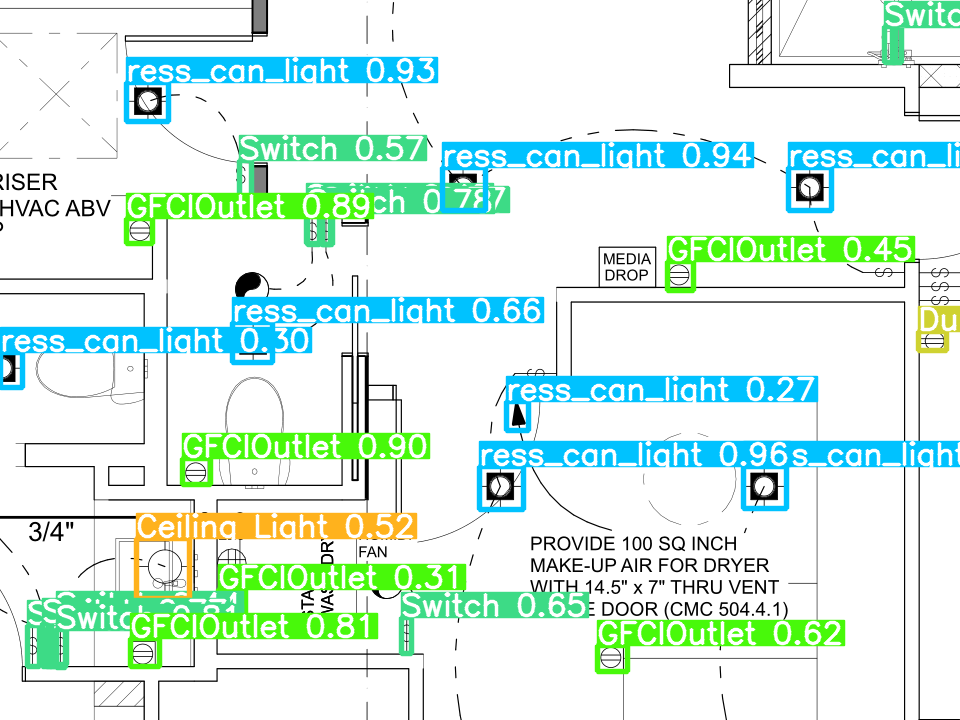 Switc
ress_can_light 0.93
Switch 0.57
ress_can_light 0.94
ress_can_li
RISER
HVAC ABV
GFCIOutlet 0.89
ch 0.78
GFCIOutlet 0.45
MEDIA
DROP
S
S
S
S
ress_can_light 0.66
Du
ress_can_light 0.30
ress_can_light 0.27
GFCIOutlet 0.90
ress_can_light 0.96
s_can_light
3/4"
Ceiling Light 0.52
FAN
PROVIDE 100 SQ INCH
MAKE-UP AIR FOR DRYER
WITH 14.5" x 7" THRU VENT
DOOR (CMC 504.4.1)
GFCIOutlet 0.31
Switch 0.65
GFCIOutlet 0.81
GFCIOutlet 0.62